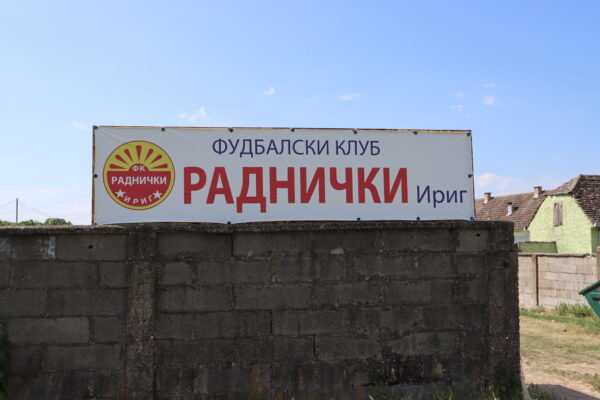 ФУДБАЛСКИ КЛУБ
РАДНИЧКИ Ириг
ФК
РАДНИЧКИ
ИРИГ